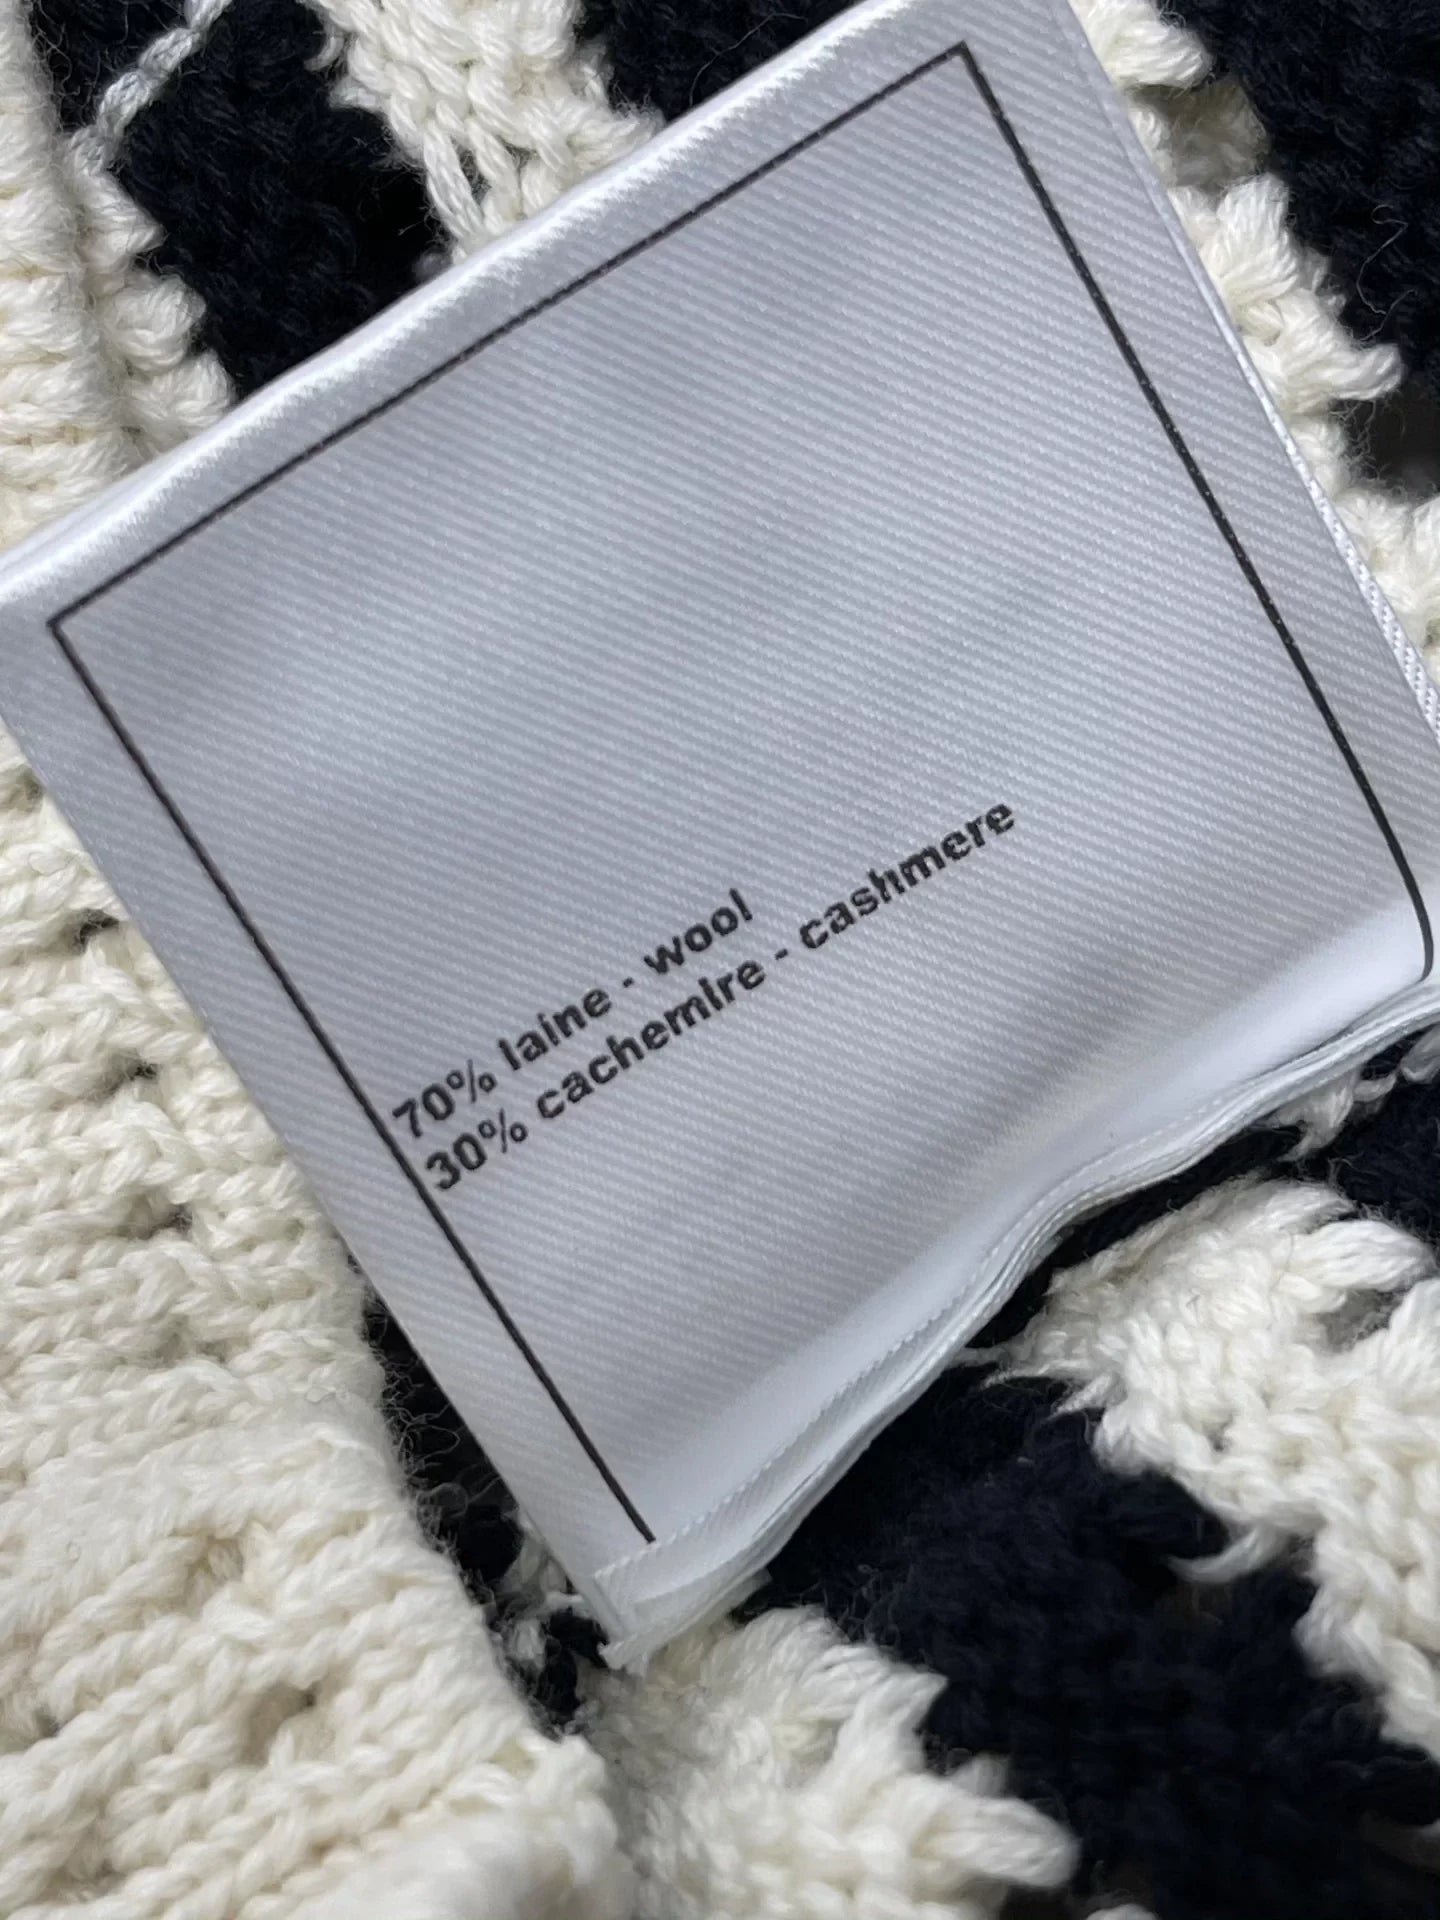 70% laine - wool
30% cachemire - cashmere